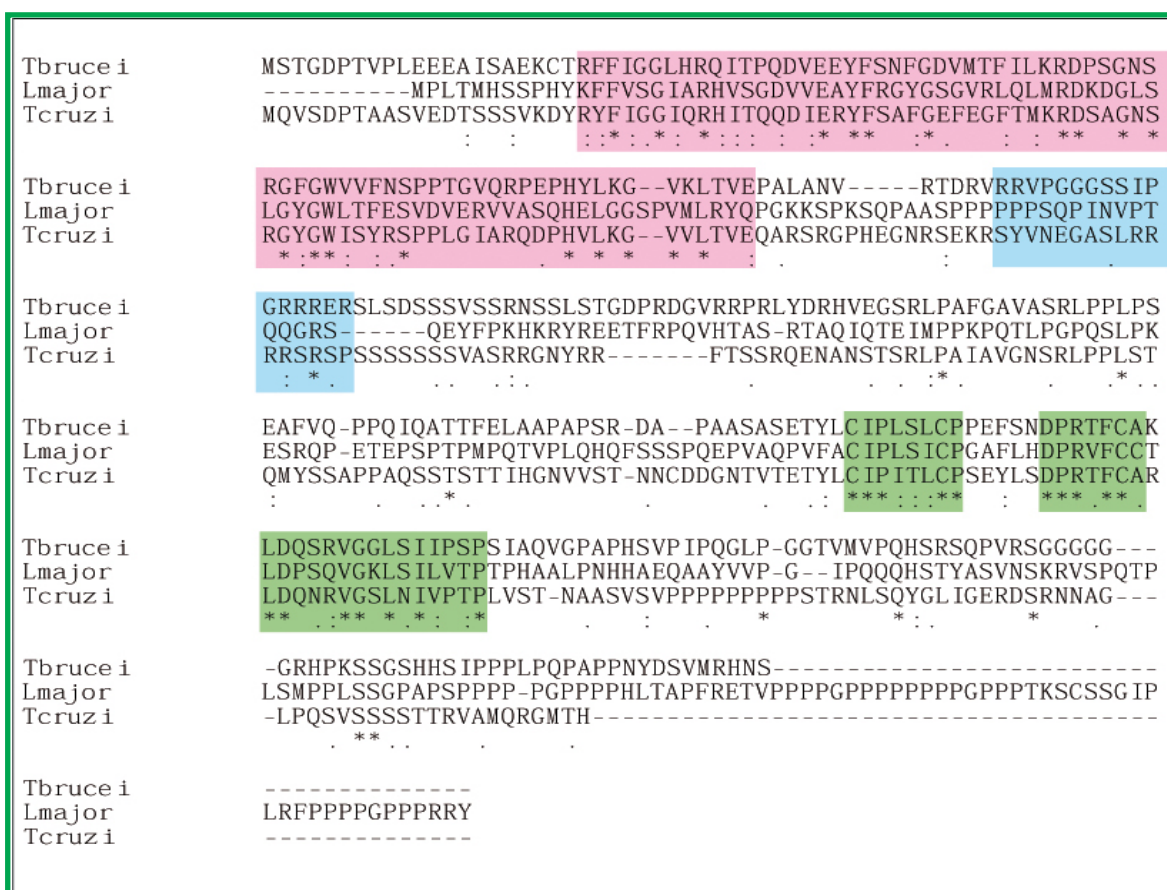 Tbrucei MSTGDPTVPLEEEAISAEKCTRFFIGGLHRQITPQDVEEYFSNFGDVMTFILKRDPSGNS
Lmajor ----------MPLTMHSSPHYKFFVSGIARHVSGDVVEAYFRGYGSGVRLQLMRDKDGLS
Tcruzi MQVSDPTAASVEDTSSSVKDYRYFIGGIQRHITQQDIERYFSAFGEFEGFTMKRDSAGNS
: : ::*:.*: *::: : :* ** .:*. : : ** * *
Tbrucei RGFGWVVFNSPPTGVQRPEPHYLKG--VKLTVEPALANV-----RTDRVRRVPGGGSSIP
Lmajor LGYGWLTFESVDVERVVASQHELGGSPVMLRYQPGKKSPKSQPAASPPPPPPSQPINVPT
Tcruzi RGYGWISYRSPPLGIARQDPHVLKG--VVLTVEQARSRGPHEGNRSEKRSYVNEGASLRR
* :**: :.* . * * * * * : . : .
Tbrucei GRRRERSLSDSSSVSSRNSSLSTGDPRDGVRRPRLYDRHVEGSRLPAFGAVASRLPPLPS
Lmajor QQGRS------QEYFPKHKRYREETFRPQVHTAS-RTAQIQTEIMPPKPQTLPGPQSLPK
Tcruzi RRSRSPSSSSSSSVASRRGNYRR-------FTSSRQENANSTSRLPAIAVGNSRLPPLST
: * . . . .:. . . . :* . . * .
Tbrucei EAFVQ-PPQIQATTFELAAPAPSR-DA--PAASASETYLCIPLSLCPPEFSNDPRTFCAK
Lmajor ESRQP-ETEPSPTPMPQTVPLQHQFSSSPQEPVAQPVFACIPLSICPGAFLHDPRVFCCT
Tcruzi QMYSSAPPAQSSTSTTIHGNVVST-NNCDDGNTVTETYLCIPITLCPSEYLSDPRTFCAR
: . . . * . . . : ***:::** : ***.**.
Tbrucei LDQSRVGGLSIIPSPSIAQVGPAPHSVPIPQGLP-GGTVMVPQHSRSQPVRSGGGGG---
Lmajor LDPSQVGKLSILVTPTPHAALPNHHAEQAAYVVP-G--IPQQQHSTYASVNSKRVSPQTP
Tcruzi LDQNRVGSLNIVPTPLVST-NAASVSVPPPPPPPPSTRNLSQYGLIGERDSRNNAG---
** .:** *.*: :* . : . * *:. * .
Tbrucei -GRHPKSSGSHHSIPPPLPQPAPPNYDSVMRHNS-------------------------
Lmajor LSMPPLSSGPAPSPPPP-PGPPPPHLTAPFRETVPPPPGPPPPPPPPGPPPTKSCSSGIP
Tcruzi -LPQSVSSSSTTRVAMQRGMTH-------------------------------------
. **.. . .
Tbrucei --------------
Lmajor LRFPPPPGPPPRRY
Tcruzi --------------